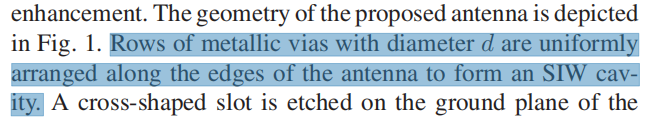 enhancement. The geometry of the proposed antenna is depicted
in Fig. 1. Rows of metallic vias with diameter d are uniformly
arranged along the edges of the antenna to form an SIW cav-
ity. A cross-shaped slot is etched on the ground plane of the